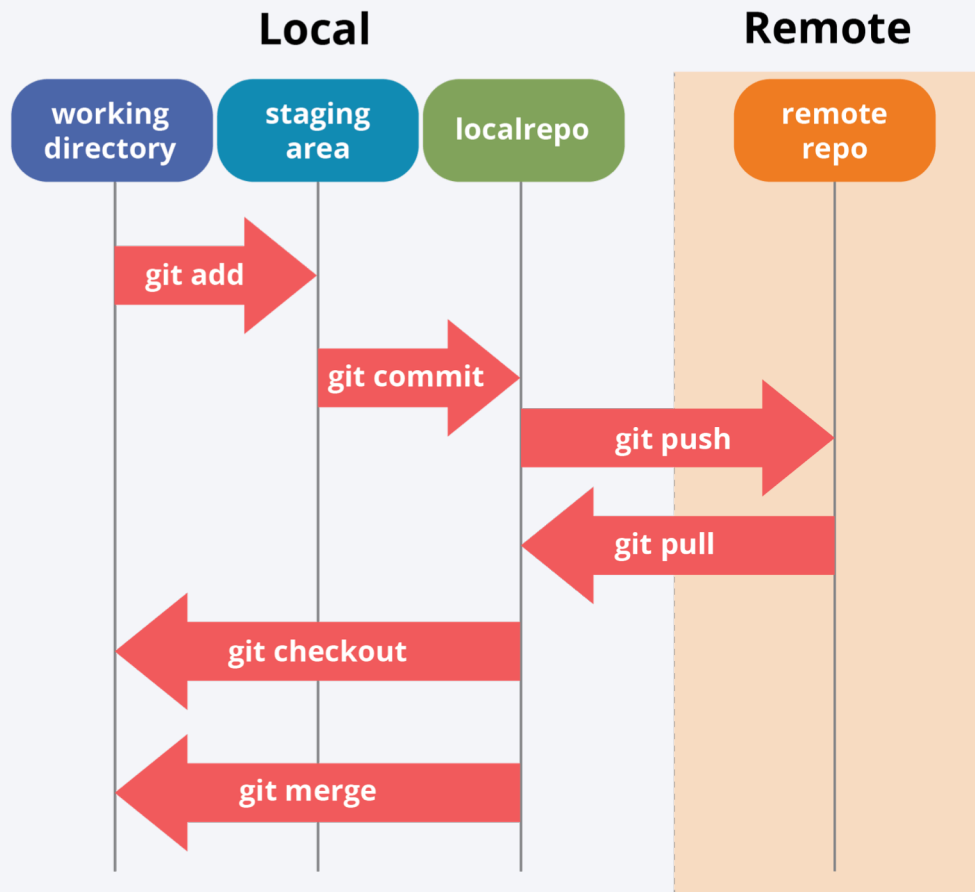 Local
Remote
working
directory
staging
area
localrepo
remote
repo
git add
git commit
git push
git pull
git checkout
git merge